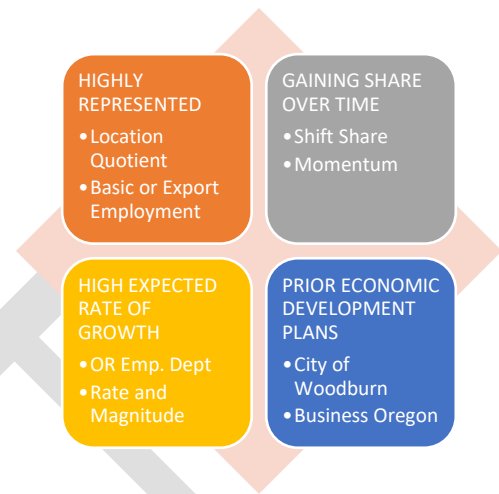 HIGHLY
REPRESENTED
•Location
Quotient
•Basic or Export
Employment
GAINING SHARE
OVER TIME
•Shift Share
•Momentum
HIGH EXPECTED
RATE OF
GROWTH
•OR Emp. Dept
•Rate and
Magnitude
PRIOR ECONOMIC
DEVELOPMENT
PLANS
•City of
Woodburn
•Business Oregon